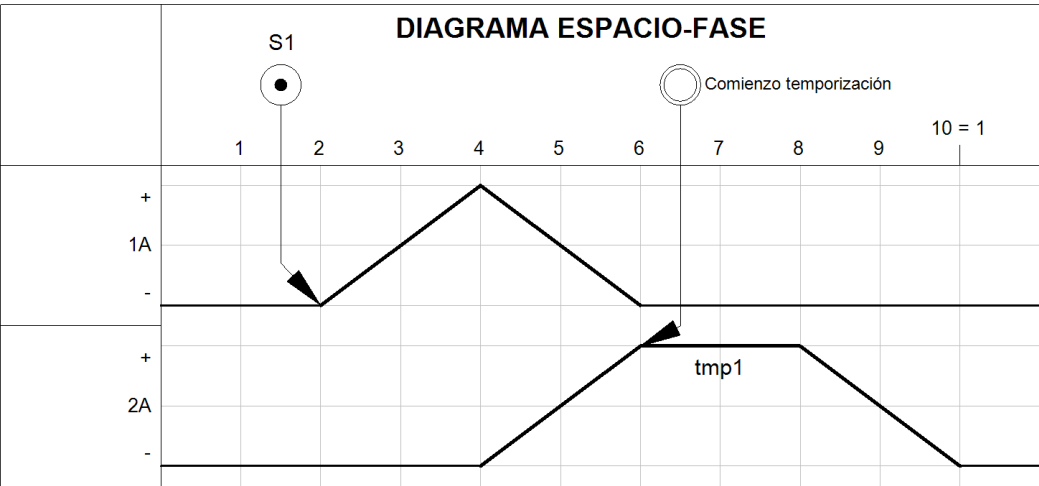 DIAGRAMA ESPACIO-FASE
S1
Comienzo temporización
10 = 1
1 2 3 4 5 6 7 8 9
+
1A
-
+
tmp1
2A
-